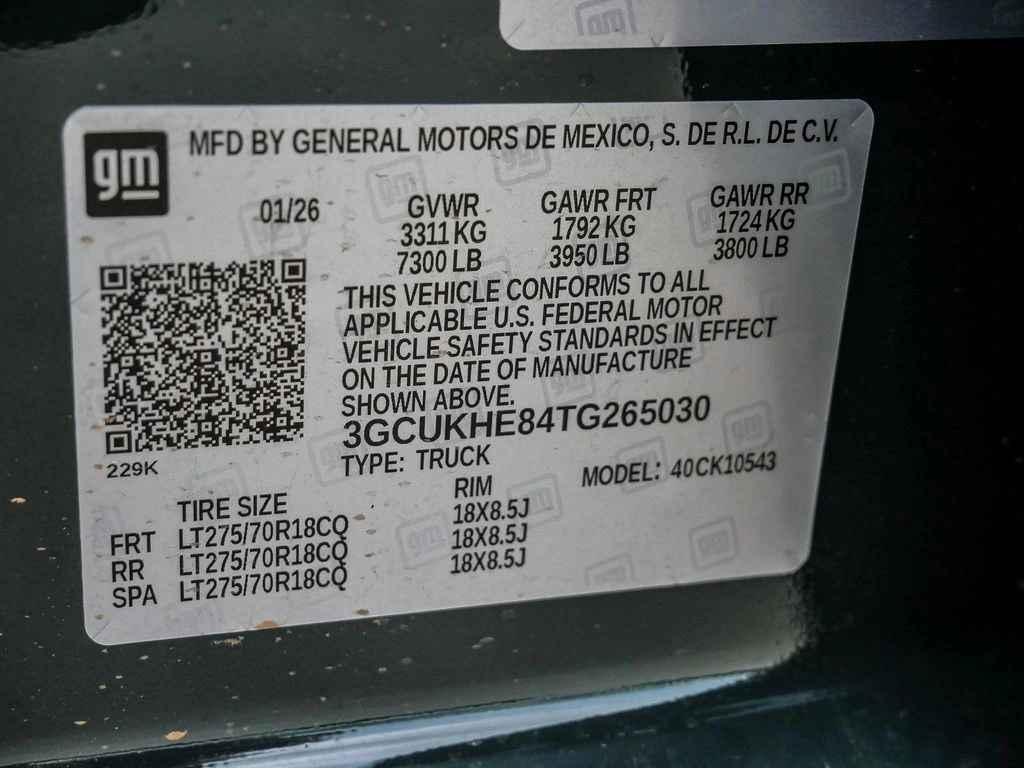 gm
MFD BY GENERAL MOTORS DE MEXICO, S. DE R.L. DE C.V.
01/26 GVWR GAWR FRT GAWR RR
3311 KG 1792 KG 1724 KG
7300 LB 3950 LB 3800 LB
THIS VEHICLE CONFORMS TO ALL
APPLICABLE U.S. FEDERAL MOTOR
VEHICLE SAFETY STANDARDS IN EFFECT
ON THE DATE OF MANUFACTURE
SHOWN ABOVE.
3GCUKHE84TG265030
229K
TYPE: TRUCK MODEL: 40CK10543
TIRE SIZE RIM
FRT LT275/70R18CQ 18X8.5J
RR LT275/70R18CQ 18X8.5J
SPA LT275/70R18CQ 18X8.5J